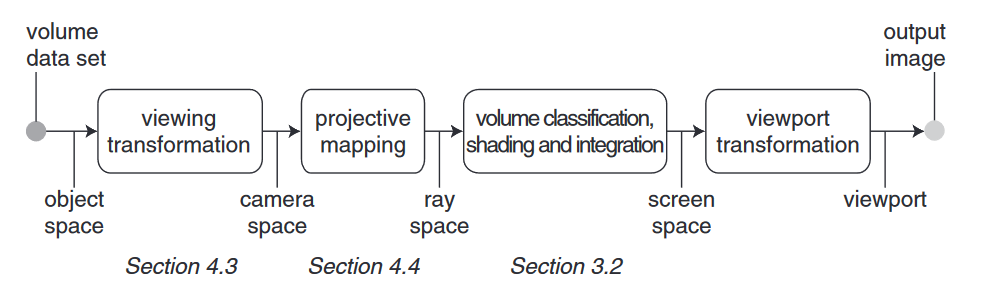 volume
data set
output
image
viewing
transformation
projective
mapping
volume classification,
shading and integration
viewport
transformation
object
space
camera
space
ray
space
screen
space
viewport
Section 4.3
Section 4.4
Section 3.2